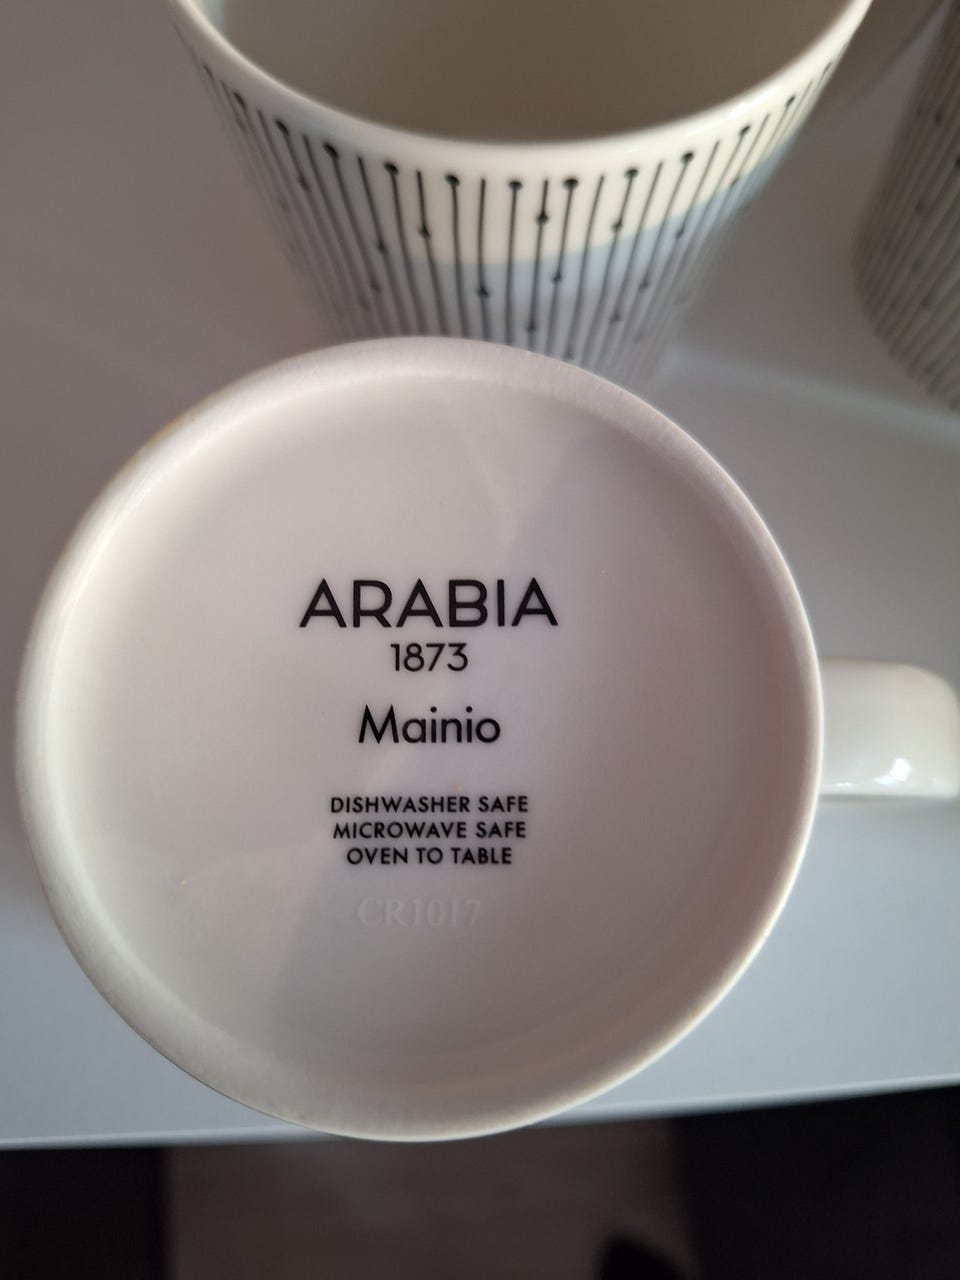 ARABIA
1873
Mainio
DISHWASHER SAFE
MICROWAVE SAFE
OVEN TO TABLE
CR1017